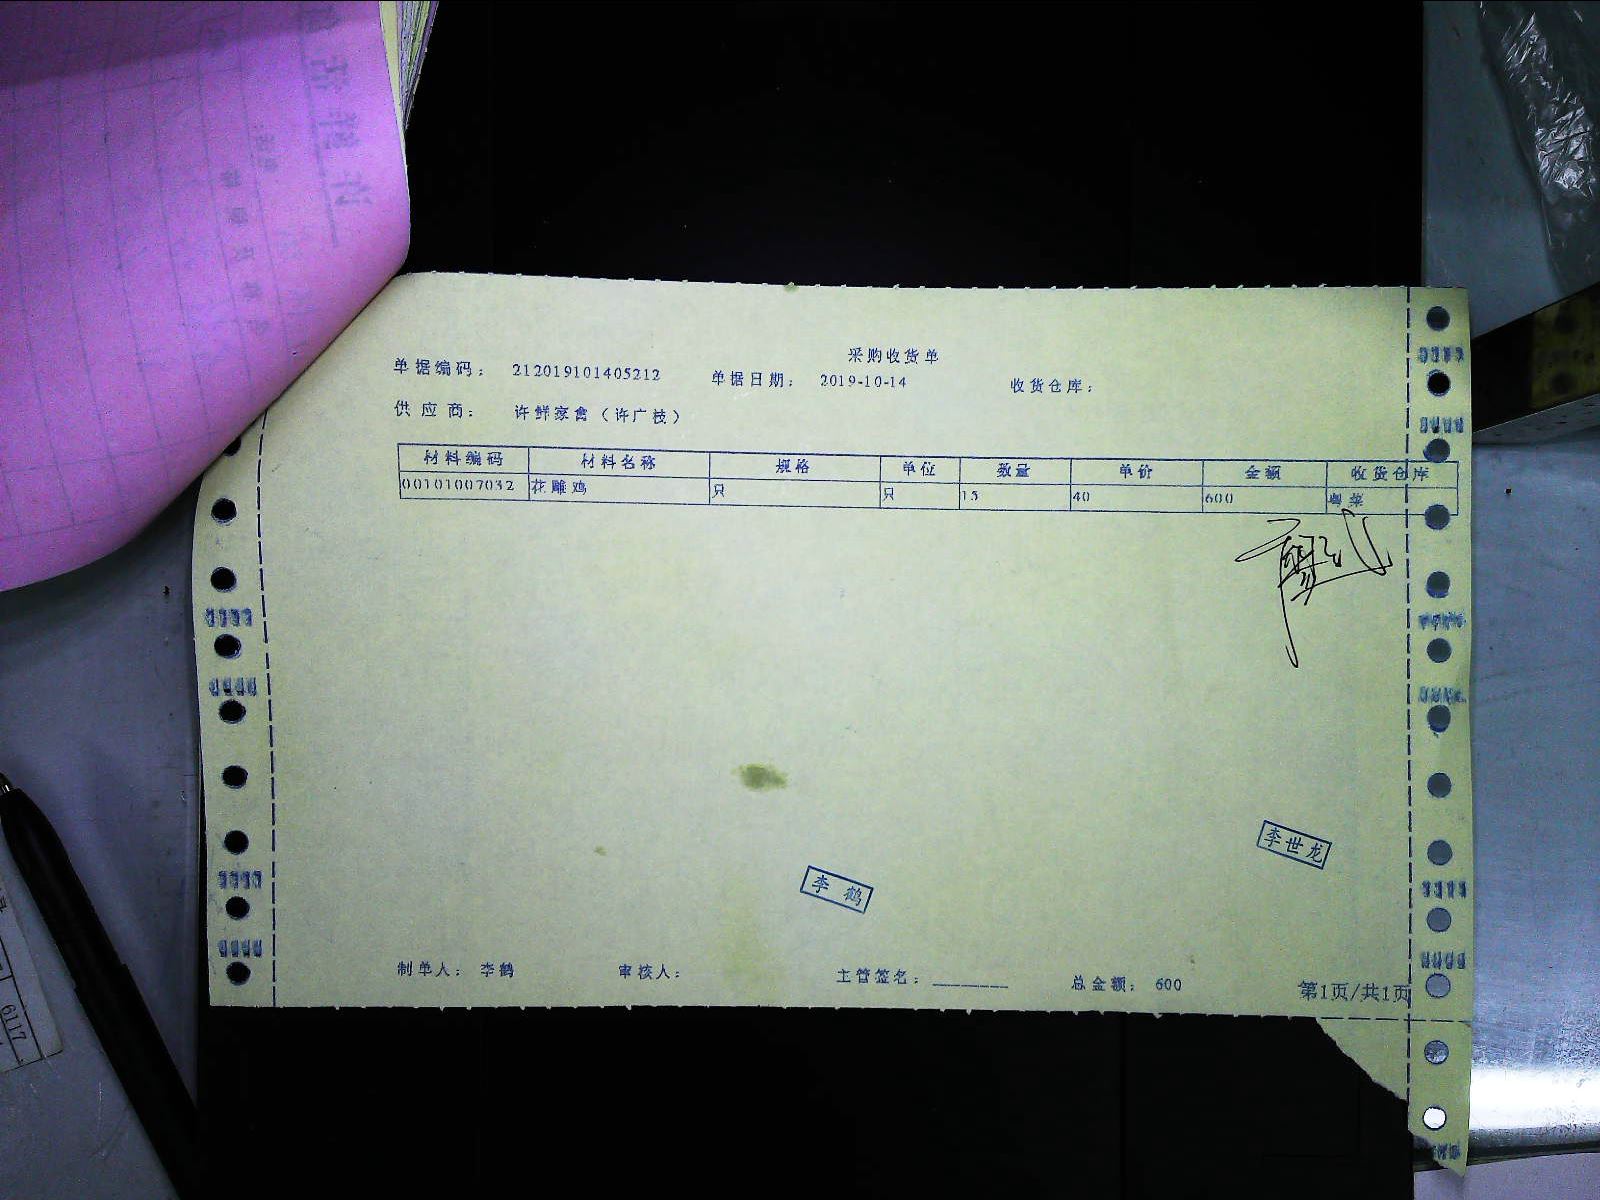 采购收货单
单据编码： 212019101405212 单据日期： 2019-10-14 收货仓库：
供应商： 许鲜家禽（许广枝）
材料编码 材料名称 规格 单位 数量 单价 金额 收货仓库
00101007032 花雕鸡 只 只 15 40 600 粤菜
李世龙
李鹤
制单人： 李鹤 审核人： 主管签名：________ 总金额： 600 第1页/共1页
6117